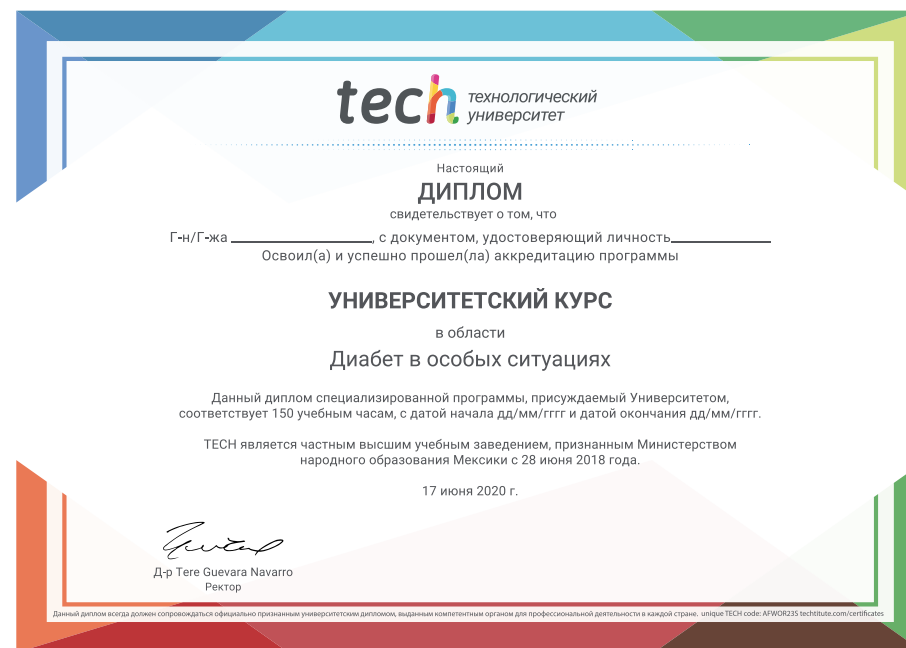 tech технологический
университет
Настоящий
ДИПЛОМ
свидетельствует о том, что
Г-н/Г-жа ____________________, с документом, удостоверяющий личность______________
Освоил(а) и успешно прошел(ла) аккредитацию программы
УНИВЕРСИТЕТСКИЙ КУРС
в области
Диабет в особых ситуациях
Данный диплом специализированной программы, присуждаемый Университетом,
соответствует 150 учебным часам, с датой начала дд/мм/гггг и датой окончания дд/мм/гггг.
TECH является частным высшим учебным заведением, признанным Министерством
народного образования Мексики с 28 июня 2018 года.
17 июня 2020 г.
Д-р Tere Guevara Navarro
Ректор
Данный диплом всегда должен сопровождаться официально признанным университетским дипломом, выданным компетентным органом для профессиональной деятельности в каждой стране. unique TECH code: AFWOR23S techtitute.com/certificates